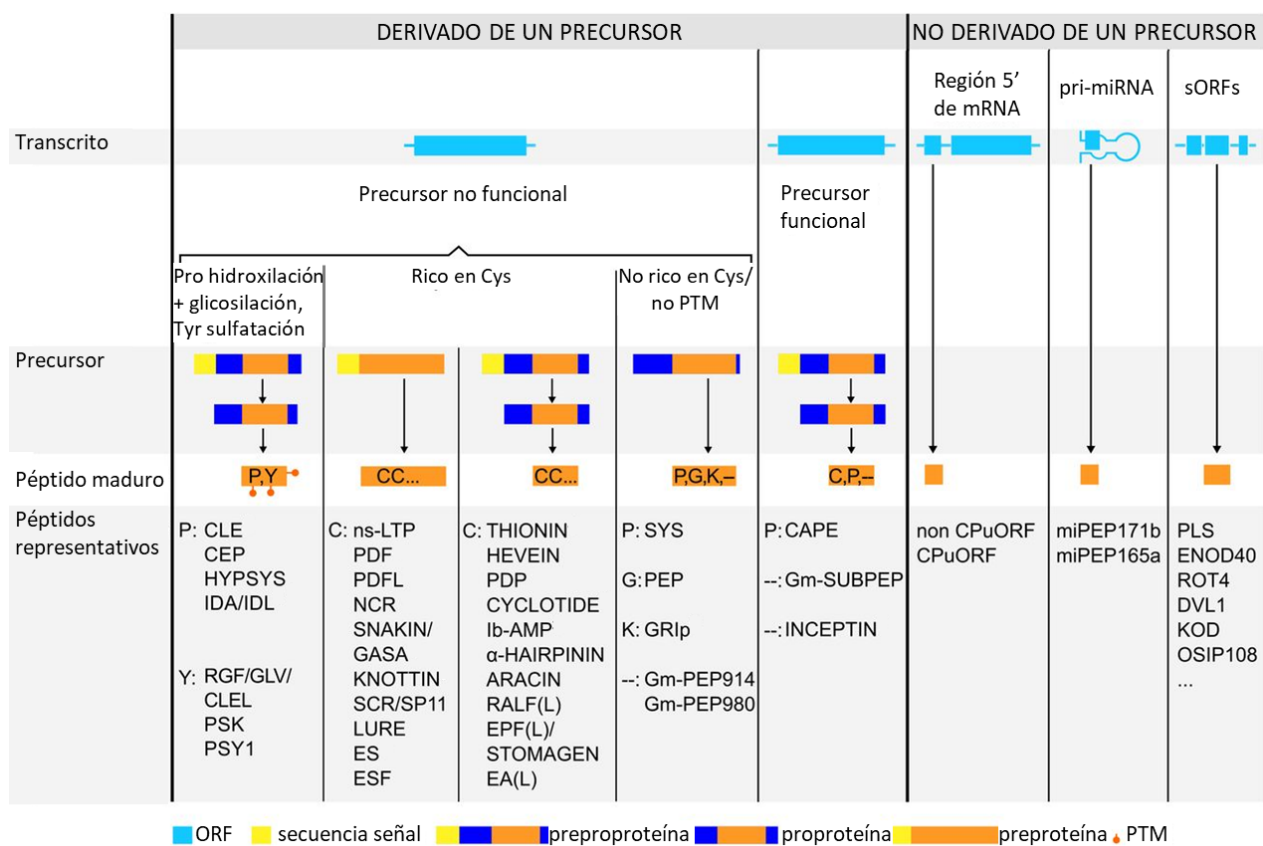 DERIVADO DE UN PRECURSOR
NO DERIVADO DE UN PRECURSOR
Región 5’
de mRNA
pri-miRNA
sORFs
Transcrito
Precursor no funcional
Precursor
funcional
Pro hidroxilación
+ glicosilación,
Tyr sulfatación
Rico en Cys
No rico en Cys/
no PTM
Precursor
Péptido maduro
P,Y
CC...
CC...
P,G,K,–
C,P,--
Péptidos
representativos
P: CLE
CEP
HYPSYS
IDA/IDL
Y: RGF/GLV/
CLEL
PSK
PSY1
C: ns-LTP
PDF
PDFL
NCR
SNAKIN/
GASA
KNOTTIN
SCR/SP11
LURE
ES
ESF
C: THIONIN
HEVEIN
PDP
CYCLOTIDE
Ib-AMP
α-HAIRPININ
ARACIN
RALF(L)
EPF(L)/
STOMAGEN
EA(L)
P: SYS
G:PEP
K: GRIp
--: Gm-PEP914
Gm-PEP980
P:CAPE
--: Gm-SUBPEP
--: INCEPTIN
non CPuORF
CPuORF
miPEP171b
miPEP165a
PLS
ENOD40
ROT4
DVL1
KOD
OSIP108
...
ORF
secuencia señal
preproproteína
proproteína
preproteína
PTM